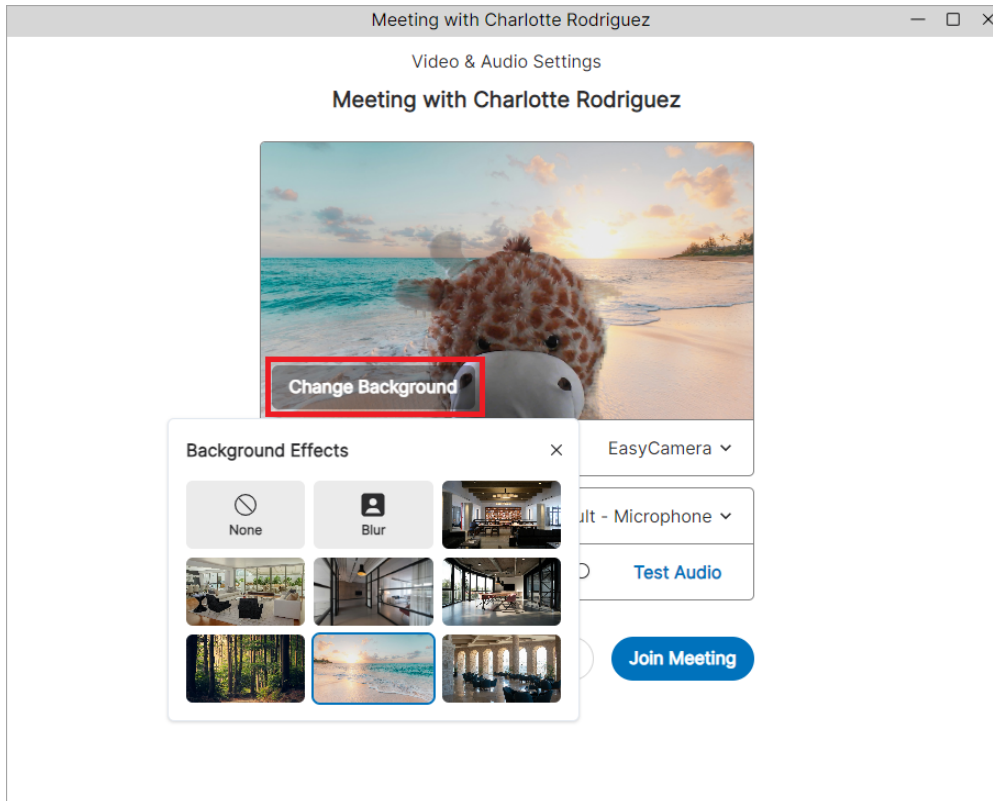 Meeting with Charlotte Rodriguez
Video & Audio Settings
Meeting with Charlotte Rodriguez
Change Background
Background Effects
EasyCamera
None
Blur
ult - Microphone
Test Audio
Join Meeting